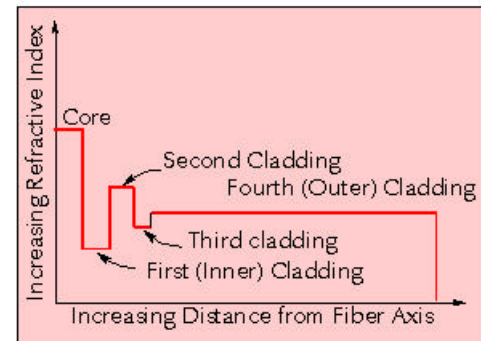 Increasing Refractive Index
Core
Second Cladding
Fourth (Outer) Cladding
Third cladding
First (Inner) Cladding
Increasing Distance from Fiber Axis